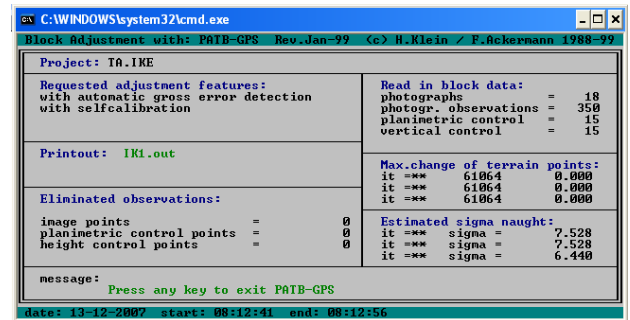 C:\WINDOWS\system32\cmd.exe
Block Adjustment with: PATB-GPS Rev.Jan-99 (c) H.Klein / F.Ackermann 1988-99
Project: TA.IKE
Requested adjustment features:
with automatic gross error detection
with selfcalibration
Printout: IK1.out
Eliminated observations:
image points = 0
planimetric control points = 0
height control points = 0
Read in block data:
photographs = 18
photogr. observations = 350
planimetric control = 15
vertical control = 15
Max.change of terrain points:
it =** 61064 0.000
it =** 61064 0.000
it =** 61064 0.000
Estimated sigma naught:
it =** sigma = 7.528
it =** sigma = 7.528
it =** sigma = 6.440
message:
Press any key to exit PATB-GPS
date: 13-12-2007 start: 08:12:41 end: 08:12:56